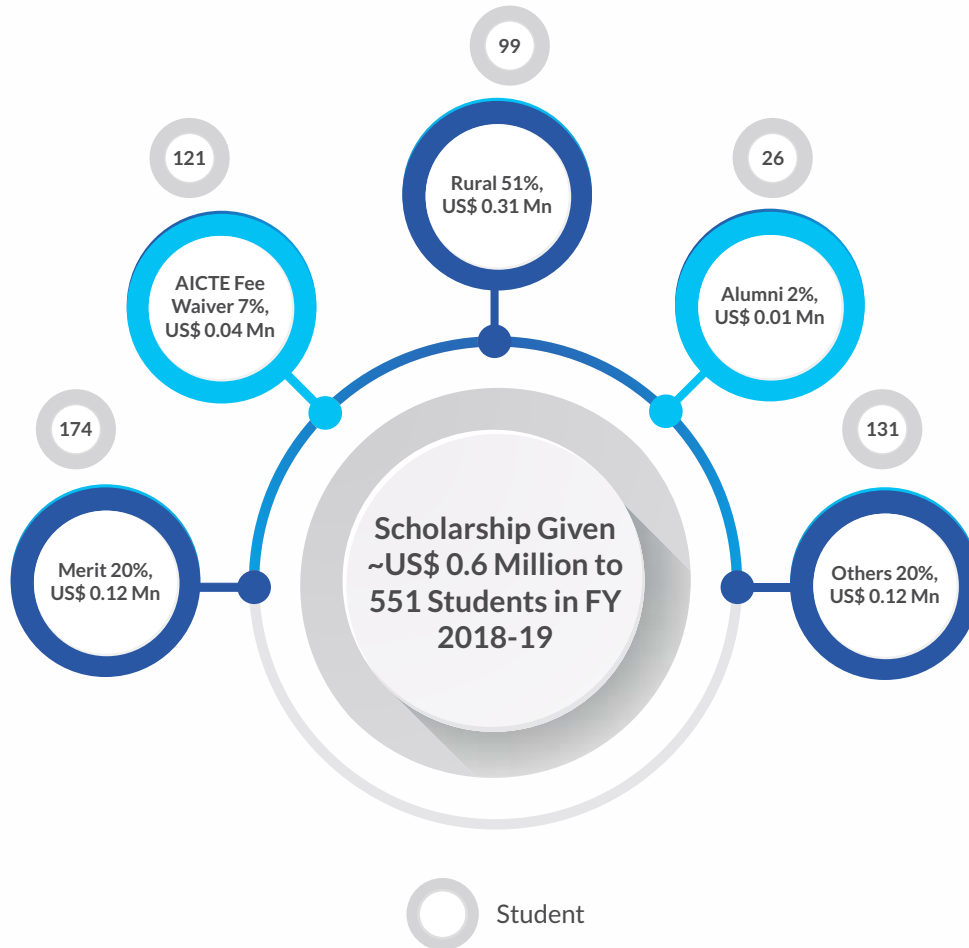 99
Rural 51%,
US$ 0.31 Mn
121
AICTE Fee
Waiver 7%,
US$ 0.04 Mn
26
Alumni 2%,
US$ 0.01 Mn
174
Merit 20%,
US$ 0.12 Mn
131
Others 20%,
US$ 0.12 Mn
Scholarship Given
~US$ 0.6 Million to
551 Students in FY
2018-19
Student